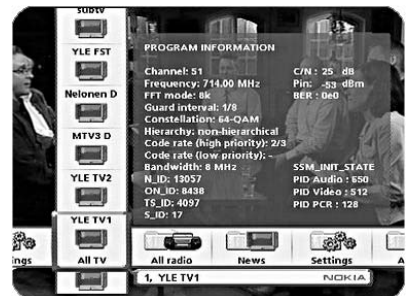 subtv
YLE FST
Nelonen D
MTV3 D
YLE TV2
YLE TV1
All TV
PROGRAM INFORMATION
Channel: 51
Frequency: 714.00 MHz
FFT mode: 8k
Guard interval: 1/8
Constellation: 64-QAM
Hierarchy: non-hierarchical
Code rate (high priority): 2/3
Code rate (low priority): -
Bandwidth: 8 MHz
N_ID: 13057
ON_ID: 8438
TS_ID: 4097
S_ID: 17
C/N : 25 dB
Pin: -53 dBm
BER : 0e0
SSM_INIT_STATE
PID Audio : 650
PID Video : 512
PID PCR : 128
ngs
All radio
News
Settings
A
1, YLE TV1
NOKIA